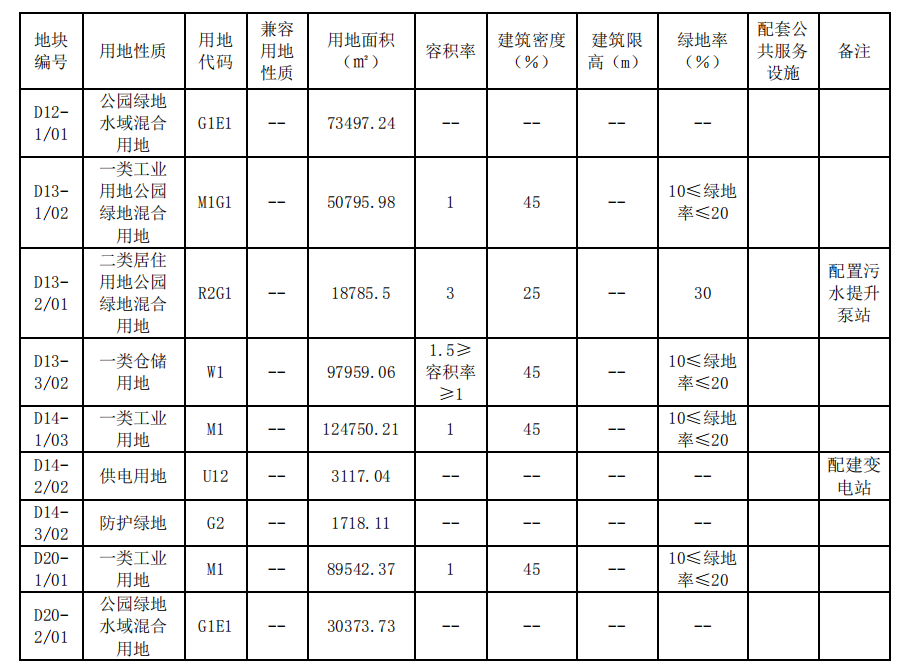 地块编号 用地性质 用地代码 兼容用地性质 用地面积（㎡） 容积率 建筑密度（%） 建筑限高（m） 绿地率（%） 配套公共服务设施 备注
D12-1/01 公园绿地水域混合用地 G1E1 -- 73497.24 -- -- -- --
D13-1/02 一类工业用地公园绿地混合用地 M1G1 -- 50795.98 1 45 -- 10≤绿地率≤20
D13-2/01 二类居住用地公园绿地混合用地 R2G1 -- 18785.5 3 25 -- 30 配置污水提升泵站
D13-3/02 一类仓储用地 W1 -- 97959.06 1.5≥容积率≥1 45 -- 10≤绿地率≤20
D14-1/03 一类工业用地 M1 -- 124750.21 1 45 -- 10≤绿地率≤20
D14-2/02 供电用地 U12 -- 3117.04 -- -- -- -- 配建变电站
D14-3/02 防护绿地 G2 -- 1718.11 -- -- -- --
D20-1/01 一类工业用地 M1 -- 89542.37 1 45 -- 10≤绿地率≤20
D20-2/01 公园绿地水域混合用地 G1E1 -- 30373.73 -- -- -- --